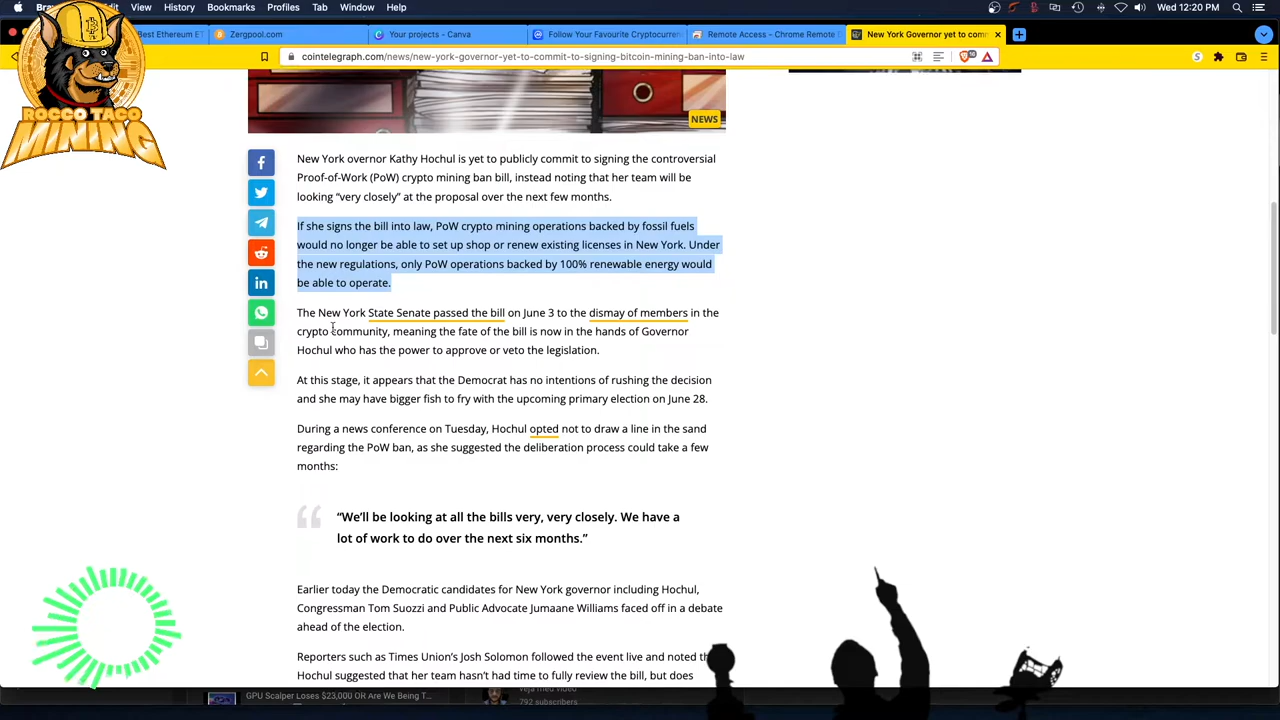 View
History
Bookmarks
Profiles
Tab
Window
Help
Wed 12:20 PM
Best Ethereum ET
Zergpool.com
Your projects - Canva
Follow Your Favourite Cryptocurren
Remote Access - Chrome Remote D
New York Governor yet to comm
cointelegraph.com/news/new-york-governor-yet-to-commit-to-signing-bitcoin-mining-ban-into-law
ROCCO TACO
MINING
NEWS
New York overnor Kathy Hochul is yet to publicly commit to signing the controversial
Proof-of-Work (PoW) crypto mining ban bill, instead noting that her team will be
looking “very closely” at the proposal over the next few months.
If she signs the bill into law, PoW crypto mining operations backed by fossil fuels
would no longer be able to set up shop or renew existing licenses in New York. Under
the new regulations, only PoW operations backed by 100% renewable energy would
be able to operate.
The New York State Senate passed the bill on June 3 to the dismay of members in the
crypto community, meaning the fate of the bill is now in the hands of Governor
Hochul who has the power to approve or veto the legislation.
At this stage, it appears that the Democrat has no intentions of rushing the decision
and she may have bigger fish to fry with the upcoming primary election on June 28.
During a news conference on Tuesday, Hochul opted not to draw a line in the sand
regarding the PoW ban, as she suggested the deliberation process could take a few
months:
“We’ll be looking at all the bills very, very closely. We have a
lot of work to do over the next six months.”
Earlier today the Democratic candidates for New York governor including Hochul,
Congressman Tom Suozzi and Public Advocate Jumaane Williams faced off in a debate
ahead of the election.
Reporters such as Times Union’s Josh Solomon followed the event live and noted th
Hochul suggested that her team hasn’t had time to fully review the bill, but does
GPU Scalper Loses $23,000 OR Are We Being T...
792 subscribers